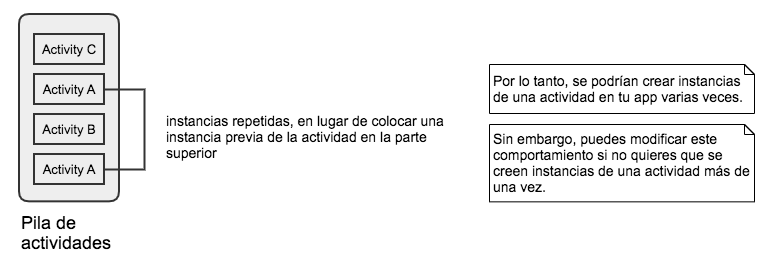 Activity C
Activity A
Activity B
Activity A
Pila de
actividades
instancias repetidas, en lugar de colocar una
instancia previa de la actividad en la parte
superior
Por lo tanto, se podrían crear instancias
de una actividad en tu app varias veces.
Sin embargo, puedes modificar este
comportamiento si no quieres que se
creen instancias de una actividad más de
una vez.